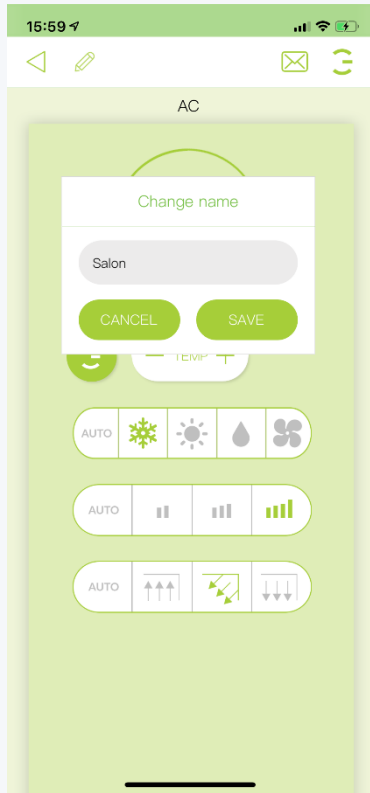 15:59
AC
Change name
Salon
CANCEL SAVE
TEMP
AUTO
AUTO
AUTO